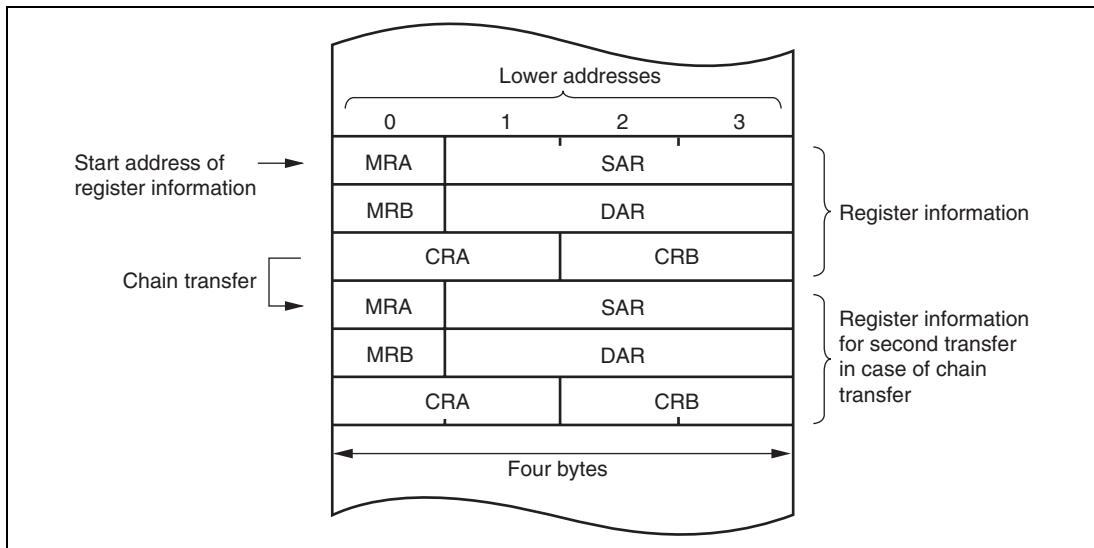 Lower addresses
0 1 2 3
Start address of
register information
MRA SAR
MRB DAR
CRA CRB
Register information
Chain transfer
MRA SAR
MRB DAR
CRA CRB
Register information
for second transfer
in case of chain
transfer
Four bytes